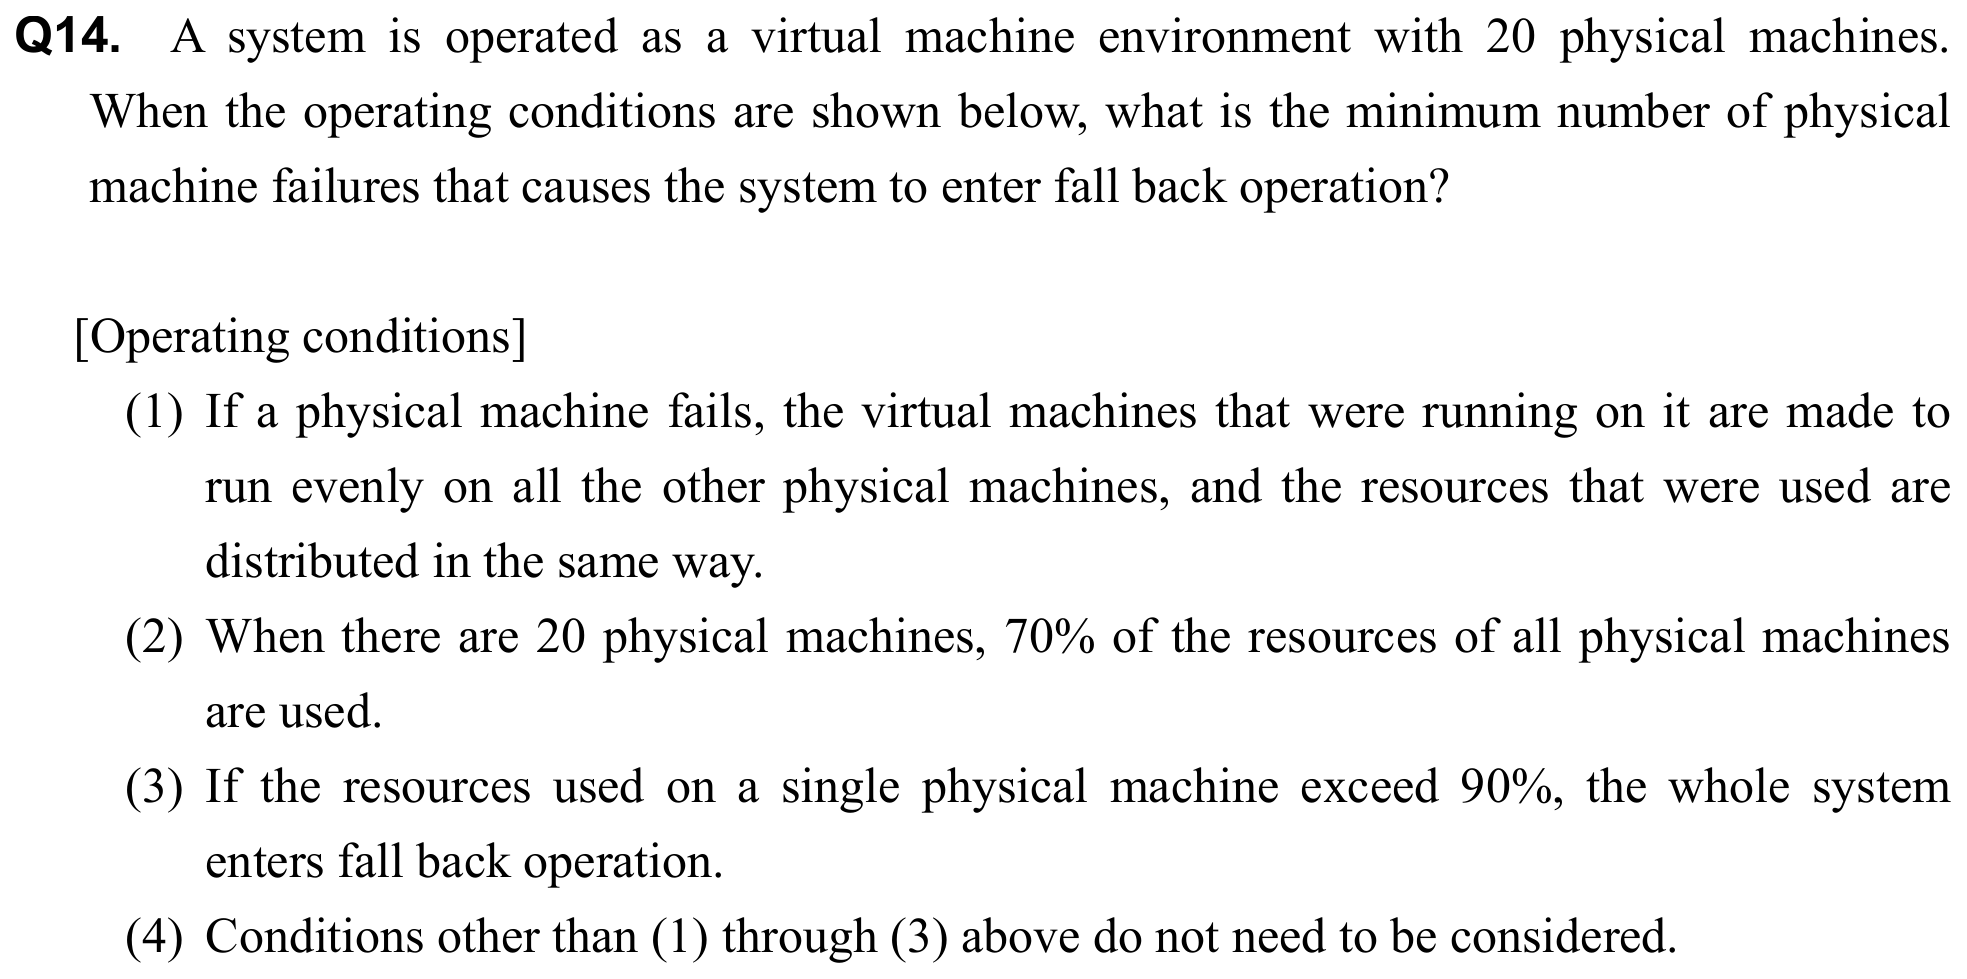 Q14. A system is operated as a virtual machine environment with 20 physical machines.
When the operating conditions are shown below, what is the minimum number of physical
machine failures that causes the system to enter fall back operation?
[Operating conditions]
(1) If a physical machine fails, the virtual machines that were running on it are made to
run evenly on all the other physical machines, and the resources that were used are
distributed in the same way.
(2) When there are 20 physical machines, 70% of the resources of all physical machines
are used.
(3) If the resources used on a single physical machine exceed 90%, the whole system
enters fall back operation.
(4) Conditions other than (1) through (3) above do not need to be considered.